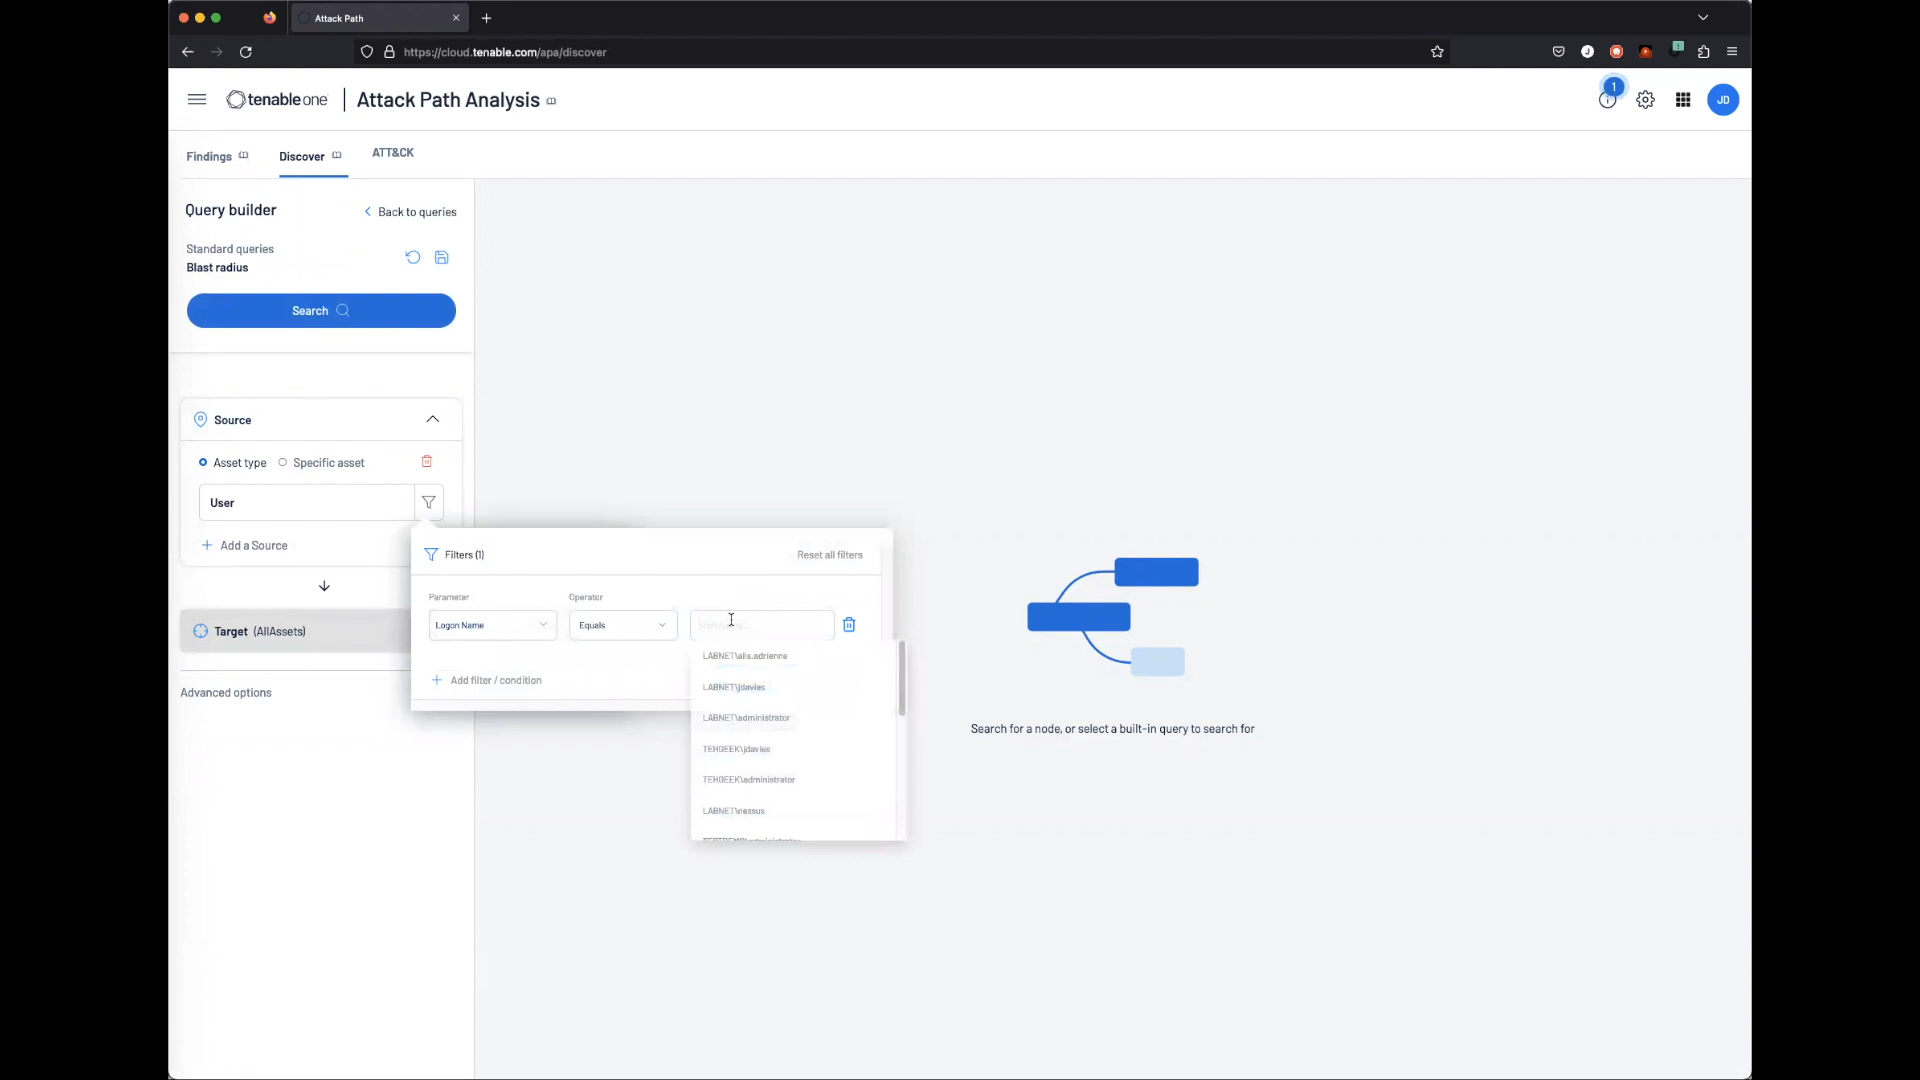 Attack Path
https://cloud.tenable.com/apa/discover
tenable one
Attack Path Analysis
1
JD
Findings
Discover
ATT&CK
Query builder
Back to queries
Standard queries
Blast radius
Search
Source
Asset type
Specific asset
User
Add a Source
Filters (1)
Reset all filters
Parameter
Operator
Logon Name
Equals
Add filter / condition
Target (AllAssets)
Advanced options
LABNET\alis.adrienne
LABNET\jdavies
LABNET\administrator
TEHGEEK\jdavies
TEHGEEK\administrator
LABNET\nessus
Search for a node, or select a built-in query to search for